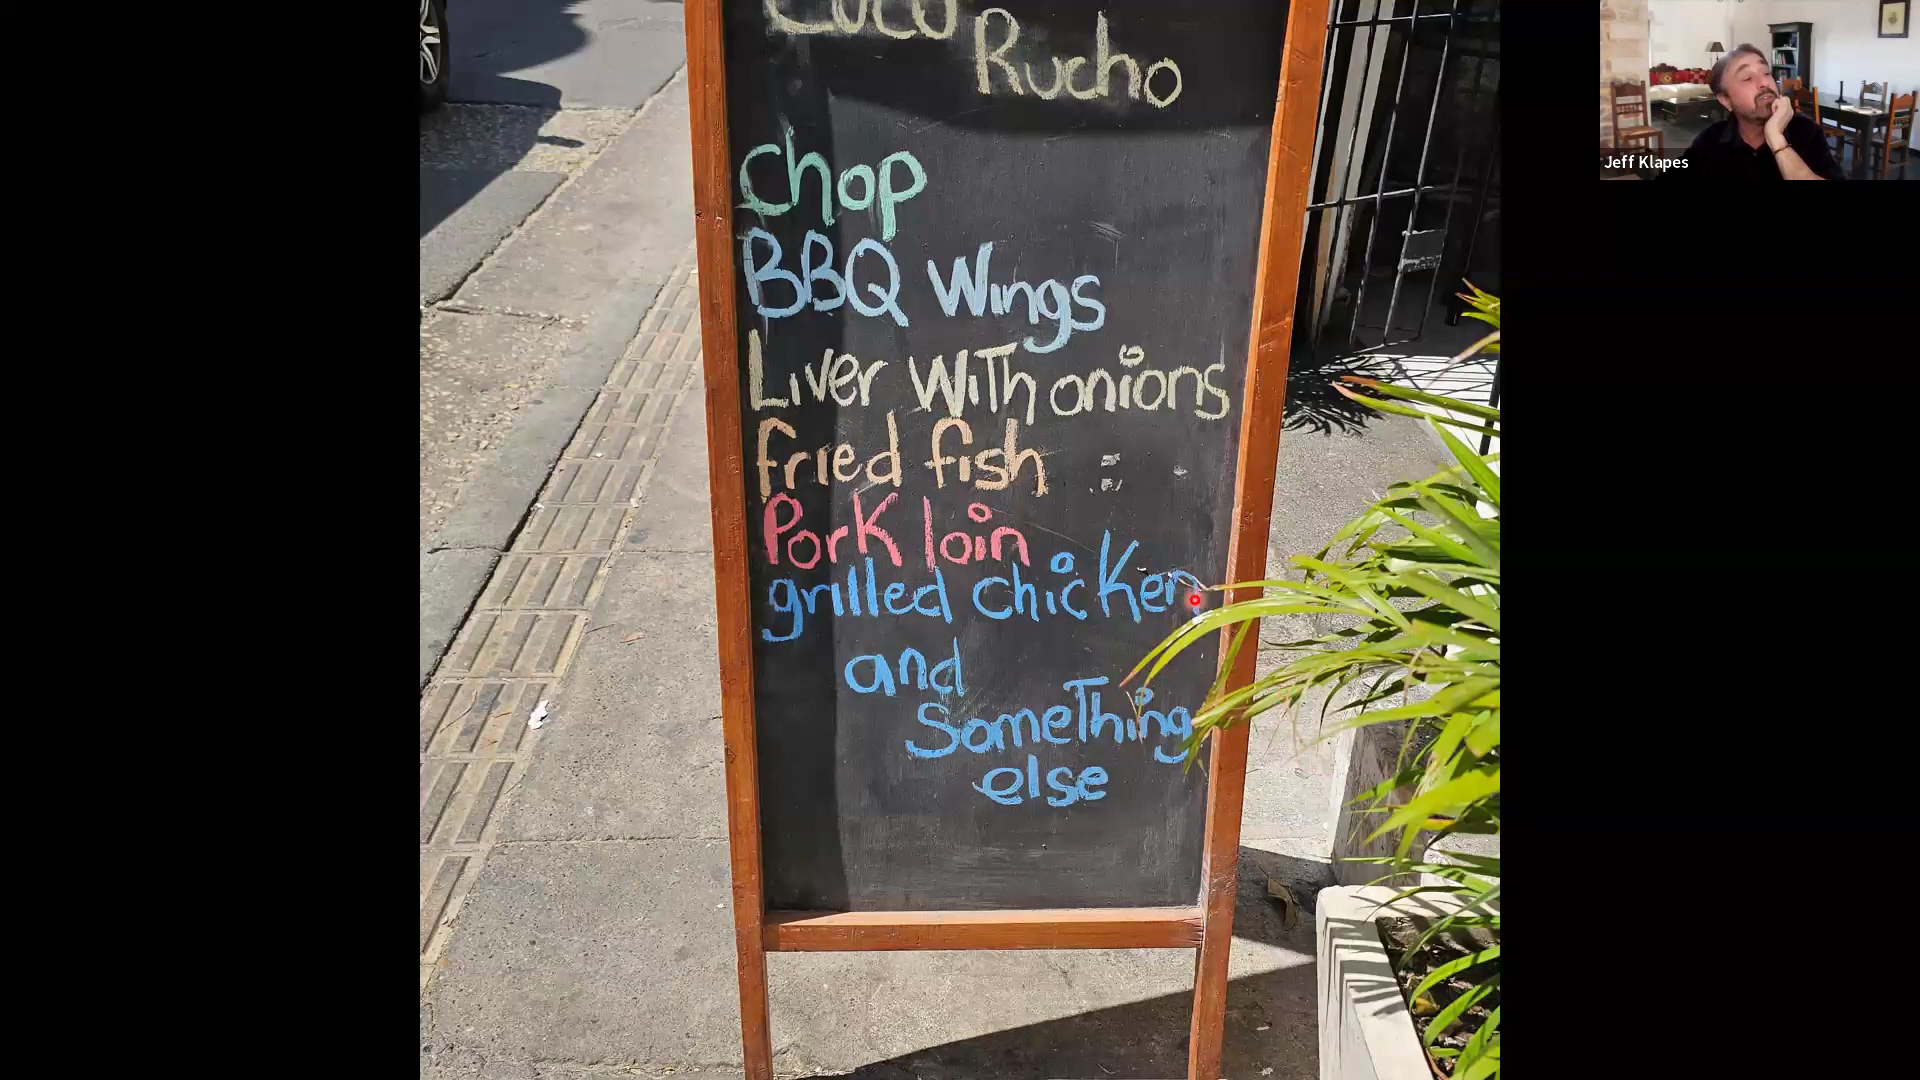 Rucho
Chop
BBQ Wings
Liver WiTh onions
fried fish
Pork loin
grilled chicken
and
SomeThing
else
Jeff Klapes